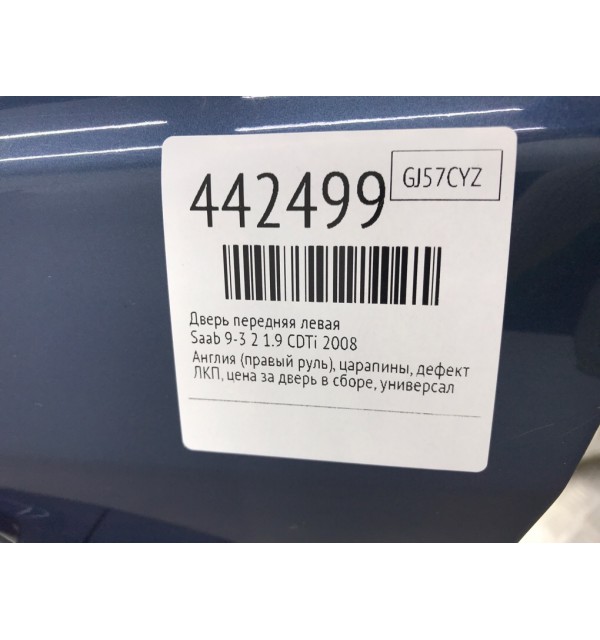 442499
GJ57CYZ
Дверь передняя левая
Saab 9-3 2 1.9 CDTi 2008
Англия (правый руль), царапины, дефект
ЛКП, цена за дверь в сборе, универсал